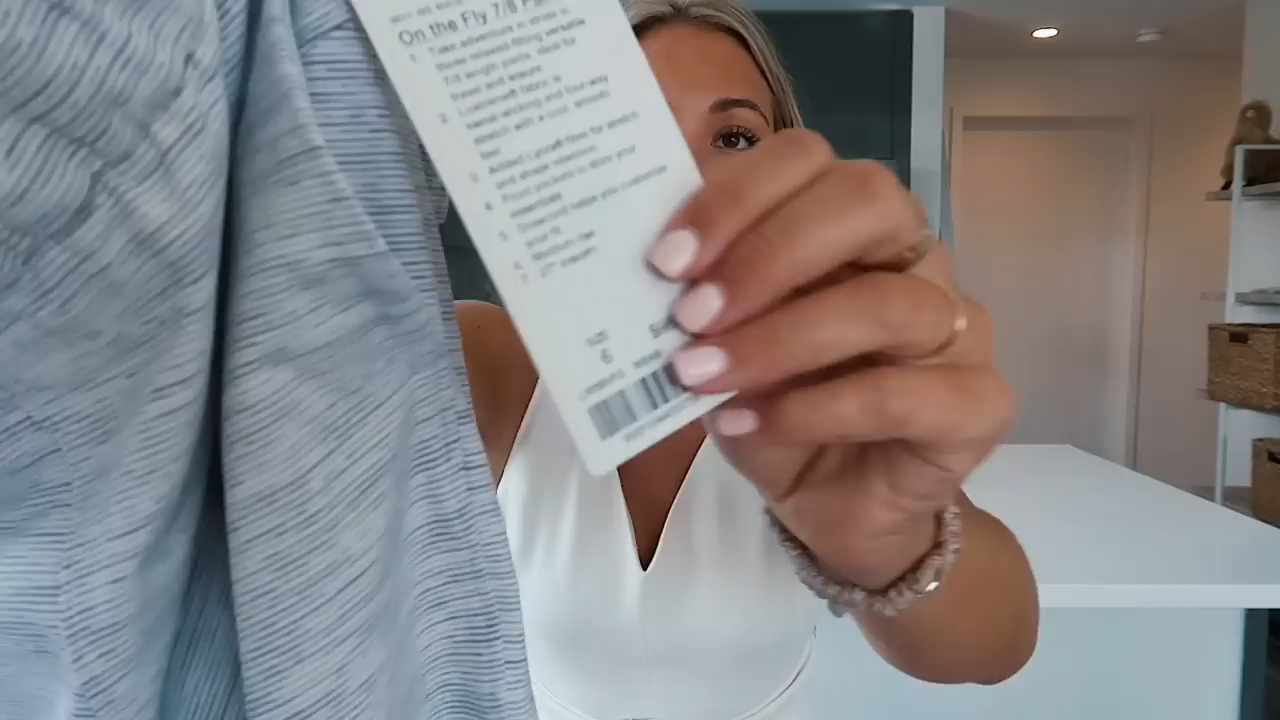 On the Fly 7/8 Pa
1. Take adventure in stride in
these relaxed-fitting versatile
7/8 length pants, ideal for
travel and leisure
2. Luxtreme® fabric is
sweat-wicking and four-way
stretch with a cool, smooth
feel
3. Added Lycra® fibre for stretch
and shape retention
4. Front pockets to store your
essentials
5. Drawcord helps you customize
your fit
6. Medium rise
7. 27" inseam
SIZE
6